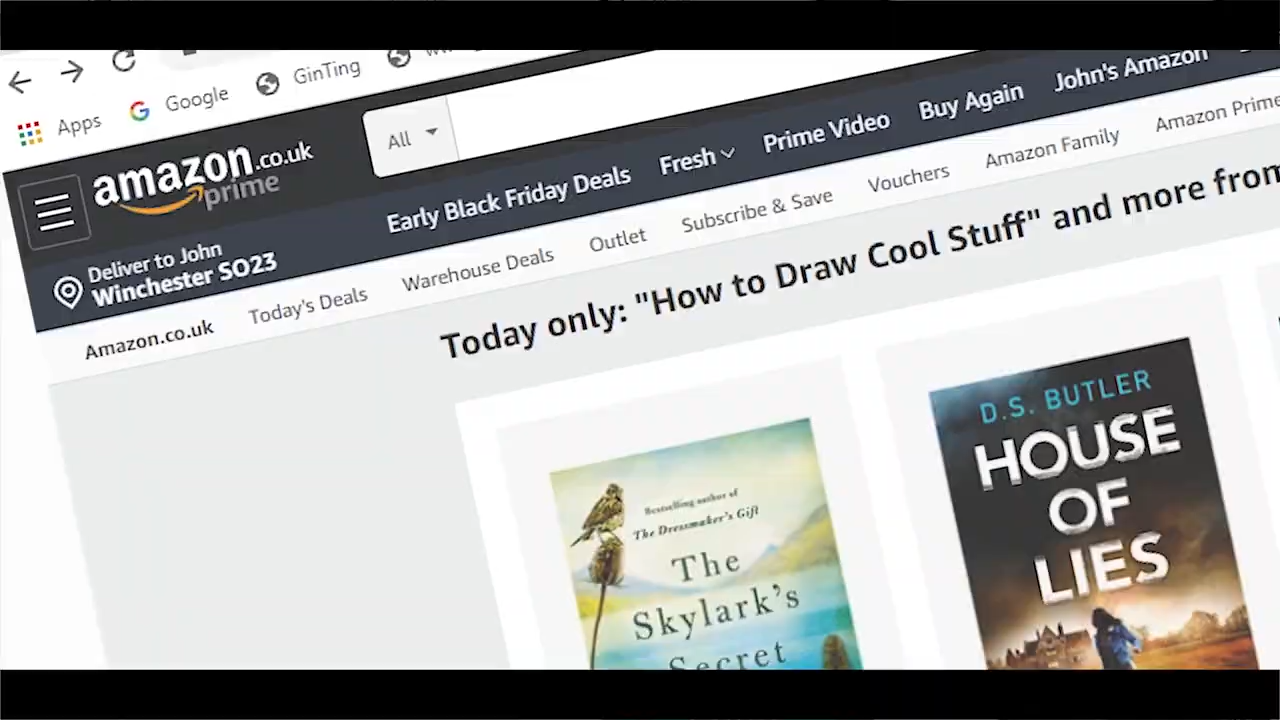 Apps Google GinTing
amazon.co.uk
prime
All
Deliver to John
Winchester SO23
Early Black Friday Deals Fresh Prime Video Buy Again John's Amazon
Amazon.co.uk Today's Deals Warehouse Deals Outlet Subscribe & Save Vouchers Amazon Family Amazon Prime
Today only: "How to Draw Cool Stuff" and more from
Bestselling author of
The Dressmaker's Gift
The
Skylark's
Secret
D.S. BUTLER
HOUSE
OF
LIES